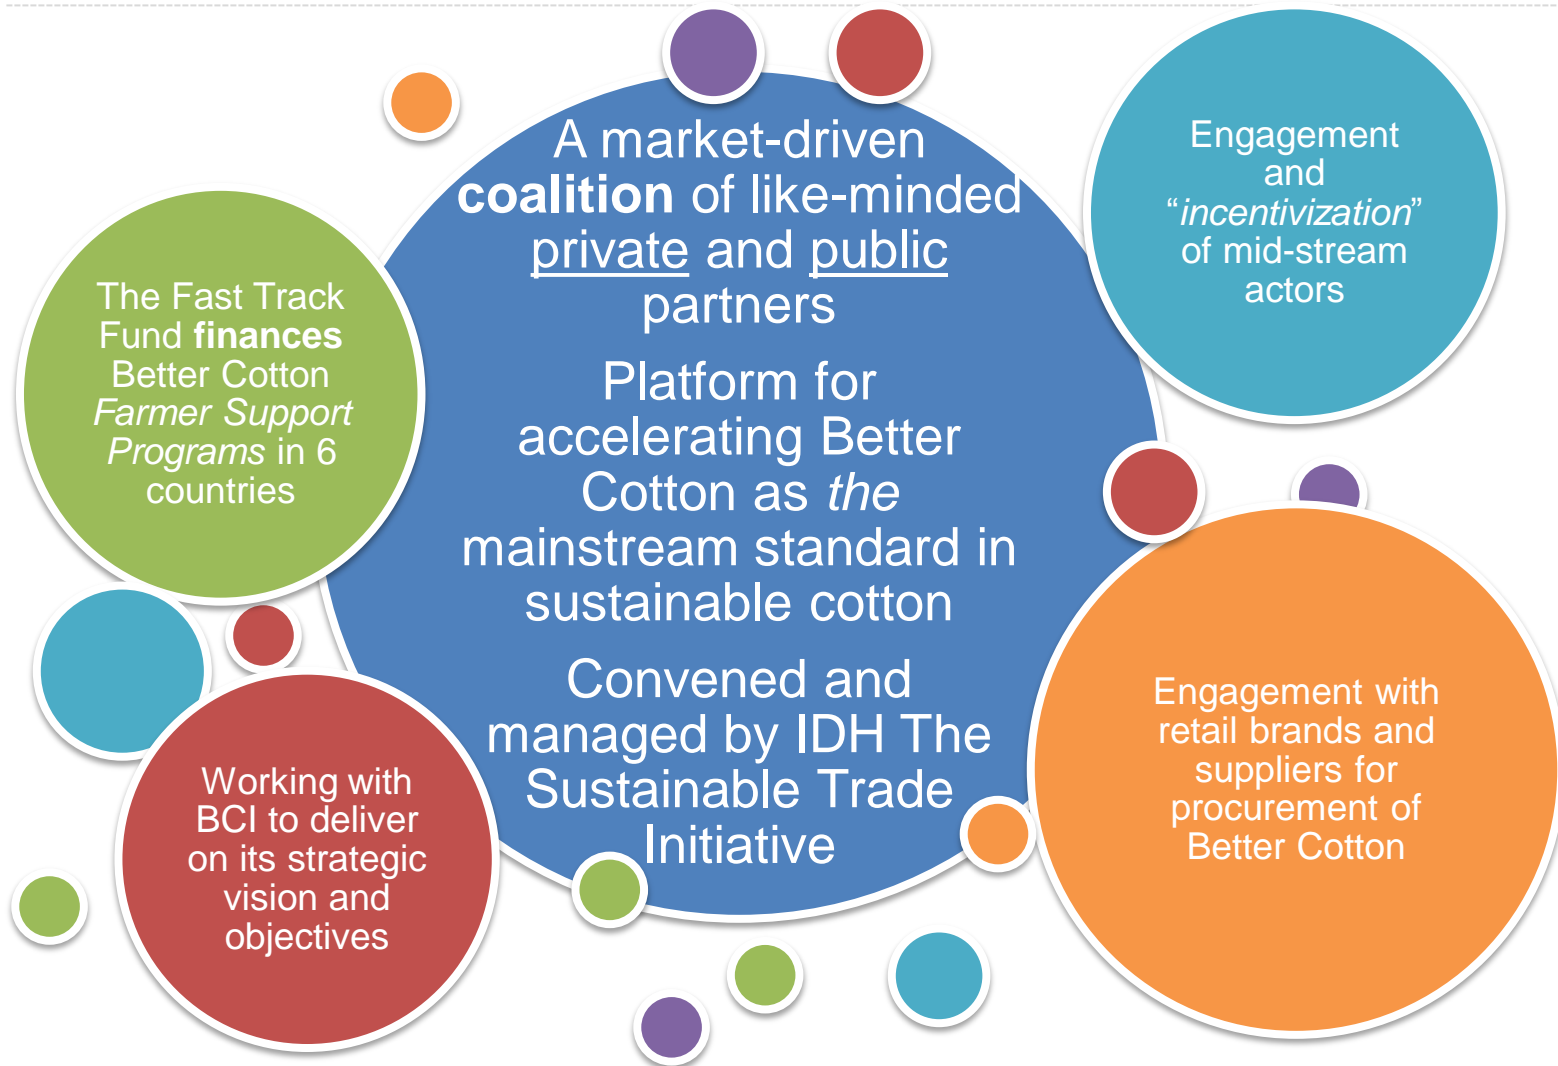 A market-driven
coalition of like-minded
private and public
partners
Platform for
accelerating Better
Cotton as the
mainstream standard in
sustainable cotton
Convened and
managed by IDH The
Sustainable Trade
Initiative
The Fast Track
Fund finances
Better Cotton
Farmer Support
Programs in 6
countries
Working with
BCI to deliver
on its strategic
vision and
objectives
Engagement
and
“incentivization”
of mid-stream
actors
Engagement with
retail brands and
suppliers for
procurement of
Better Cotton